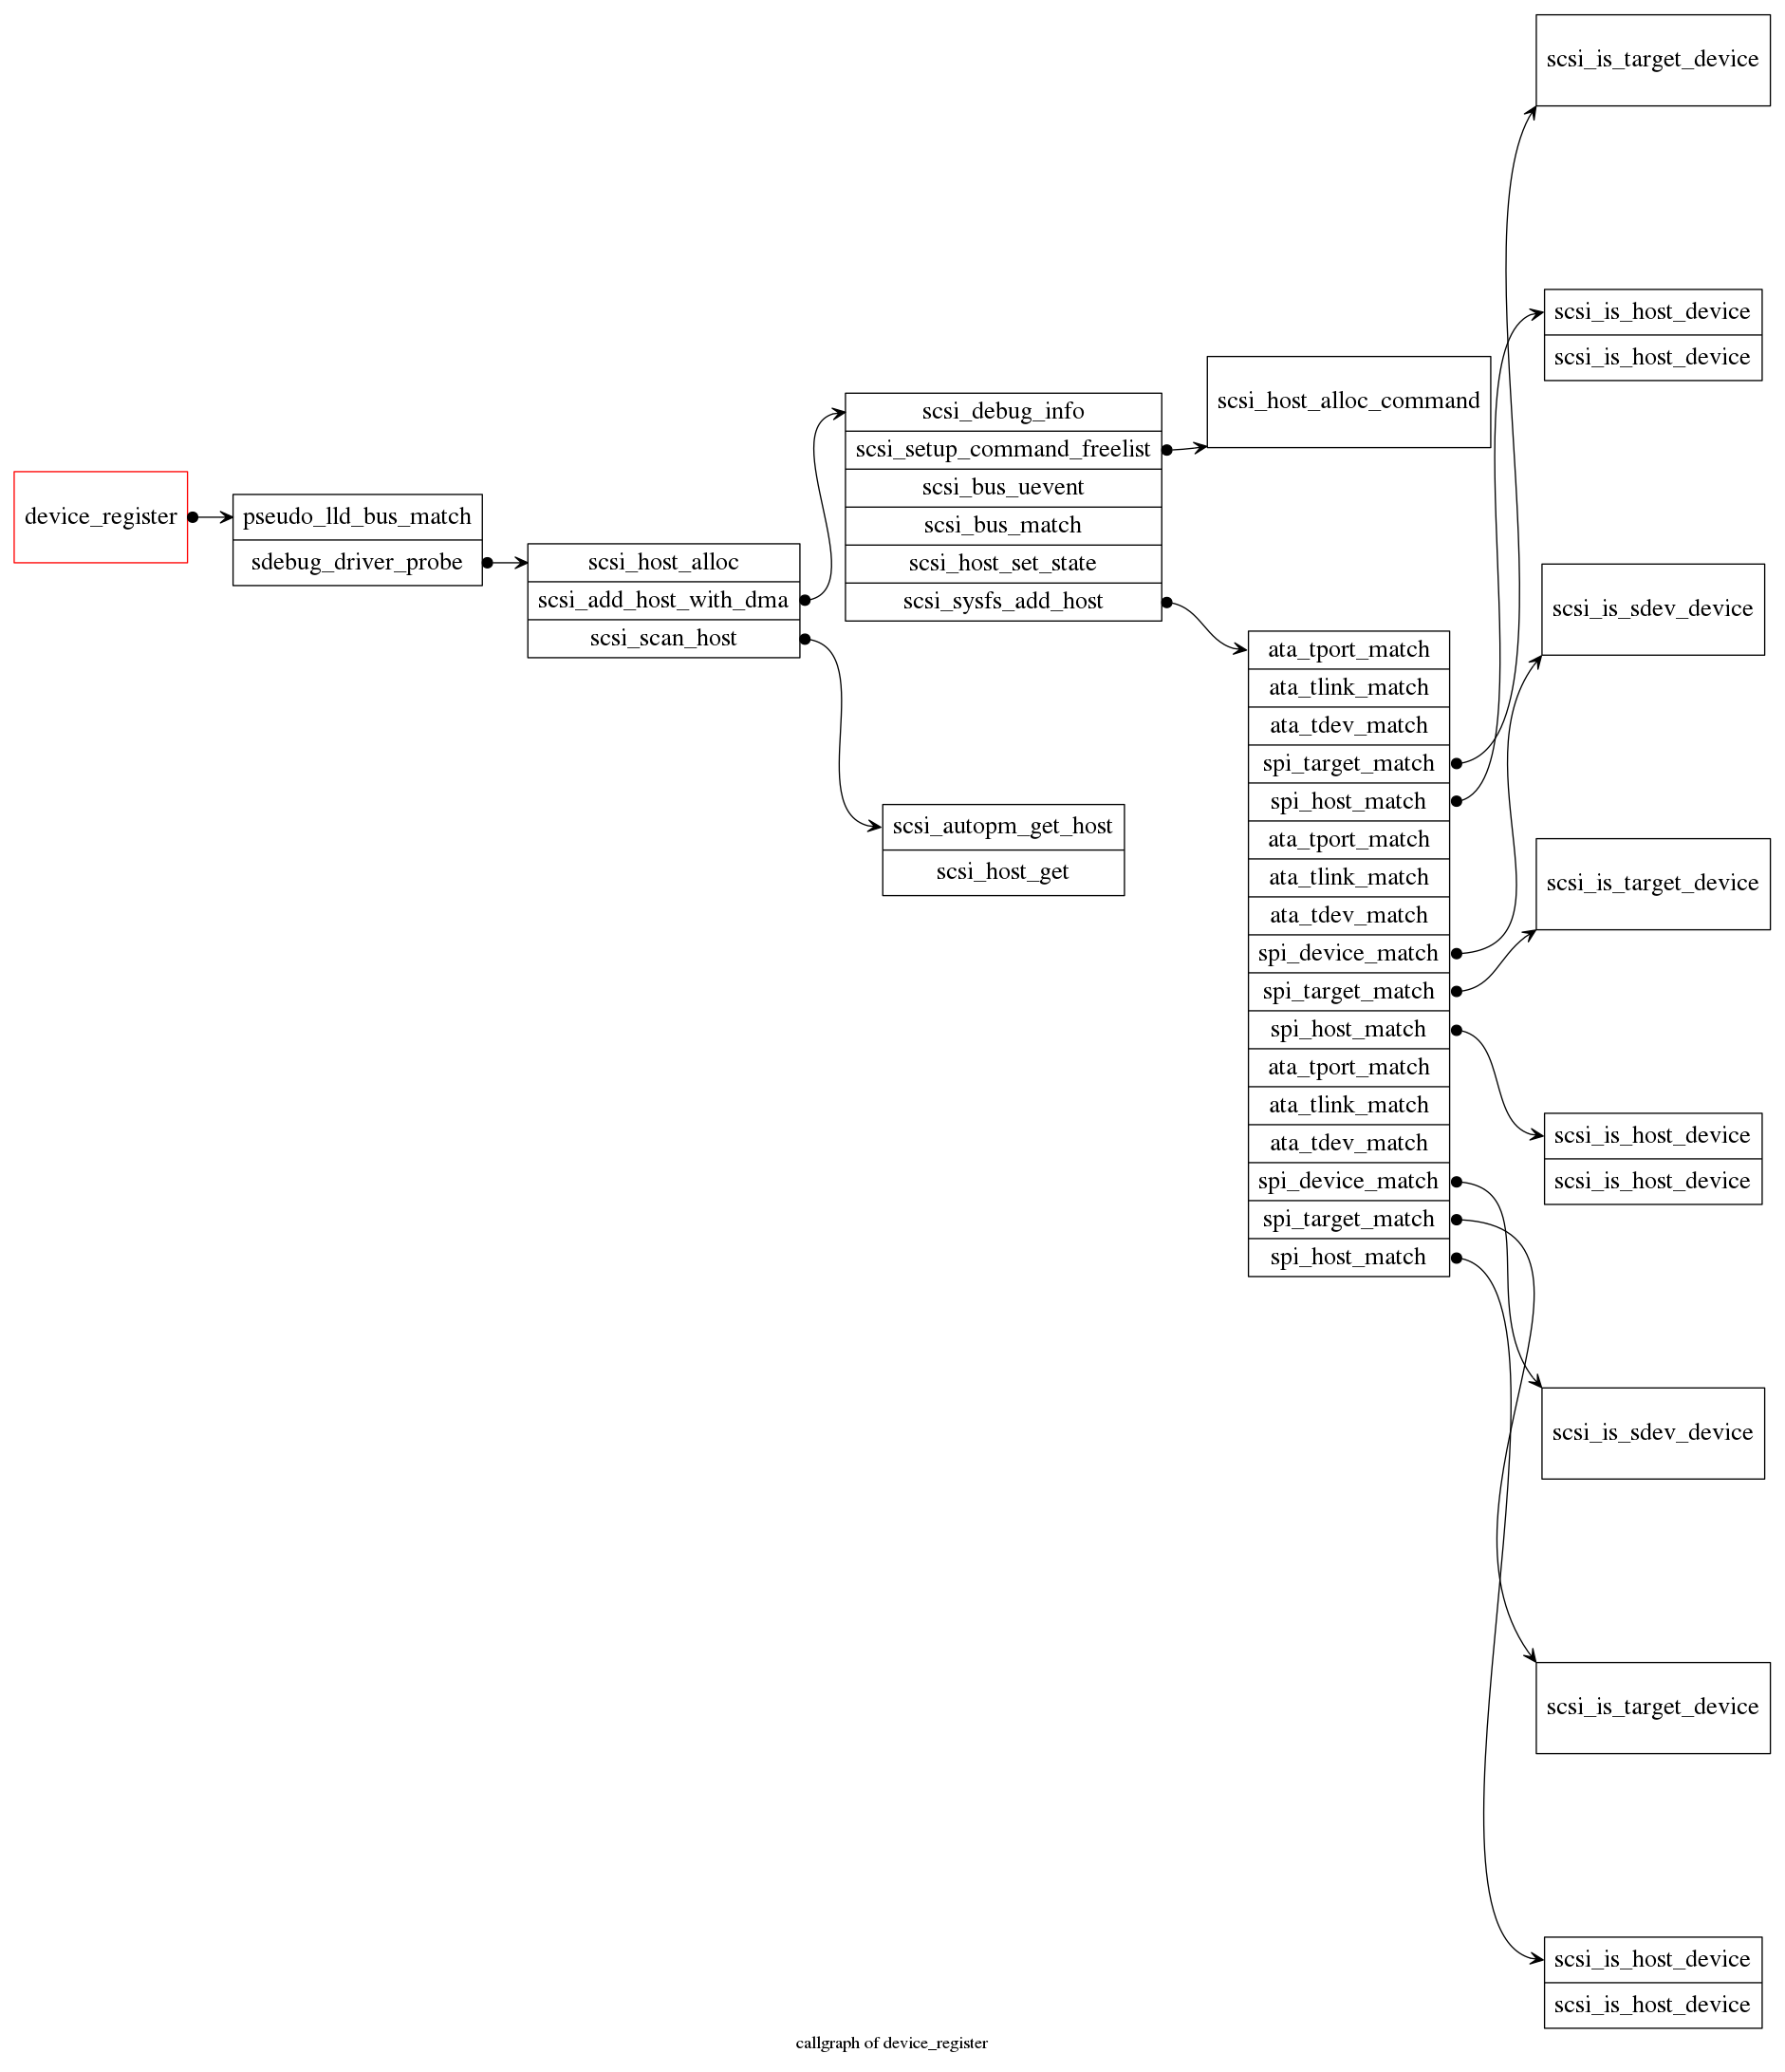 device_register
pseudo_lld_bus_match
sdebug_driver_probe
scsi_host_alloc
scsi_add_host_with_dma
scsi_scan_host
scsi_debug_info
scsi_setup_command_freelist
scsi_bus_uevent
scsi_bus_match
scsi_host_set_state
scsi_sysfs_add_host
scsi_autopm_get_host
scsi_host_get
scsi_host_alloc_command
ata_tport_match
ata_tlink_match
ata_tdev_match
spi_target_match
spi_host_match
ata_tport_match
ata_tlink_match
ata_tdev_match
spi_device_match
spi_target_match
spi_host_match
ata_tport_match
ata_tlink_match
ata_tdev_match
spi_device_match
spi_target_match
spi_host_match
scsi_is_target_device
scsi_is_host_device
scsi_is_host_device
scsi_is_sdev_device
scsi_is_target_device
scsi_is_host_device
scsi_is_host_device
scsi_is_sdev_device
scsi_is_target_device
scsi_is_host_device
scsi_is_host_device
callgraph of device_register